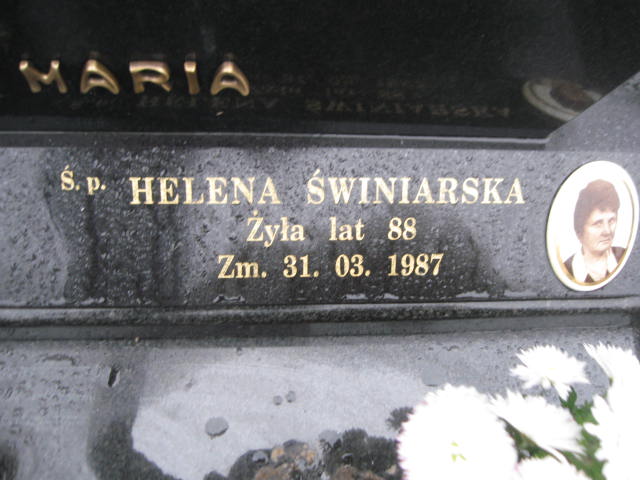 MARIA
Ś.p. HELENA ŚWINIARSKA
Żyła lat 88
Zm. 31. 03. 1987